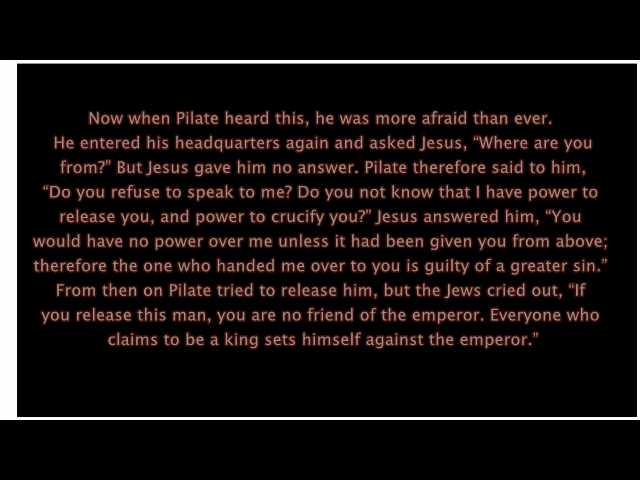 Now when Pilate heard this, he was more afraid than ever.
He entered his headquarters again and asked Jesus, “Where are you
from?” But Jesus gave him no answer. Pilate therefore said to him,
“Do you refuse to speak to me? Do you not know that I have power to
release you, and power to crucify you?” Jesus answered him, “You
would have no power over me unless it had been given you from above;
therefore the one who handed me over to you is guilty of a greater sin.”
From then on Pilate tried to release him, but the Jews cried out, “If
you release this man, you are no friend of the emperor. Everyone who
claims to be a king sets himself against the emperor.”